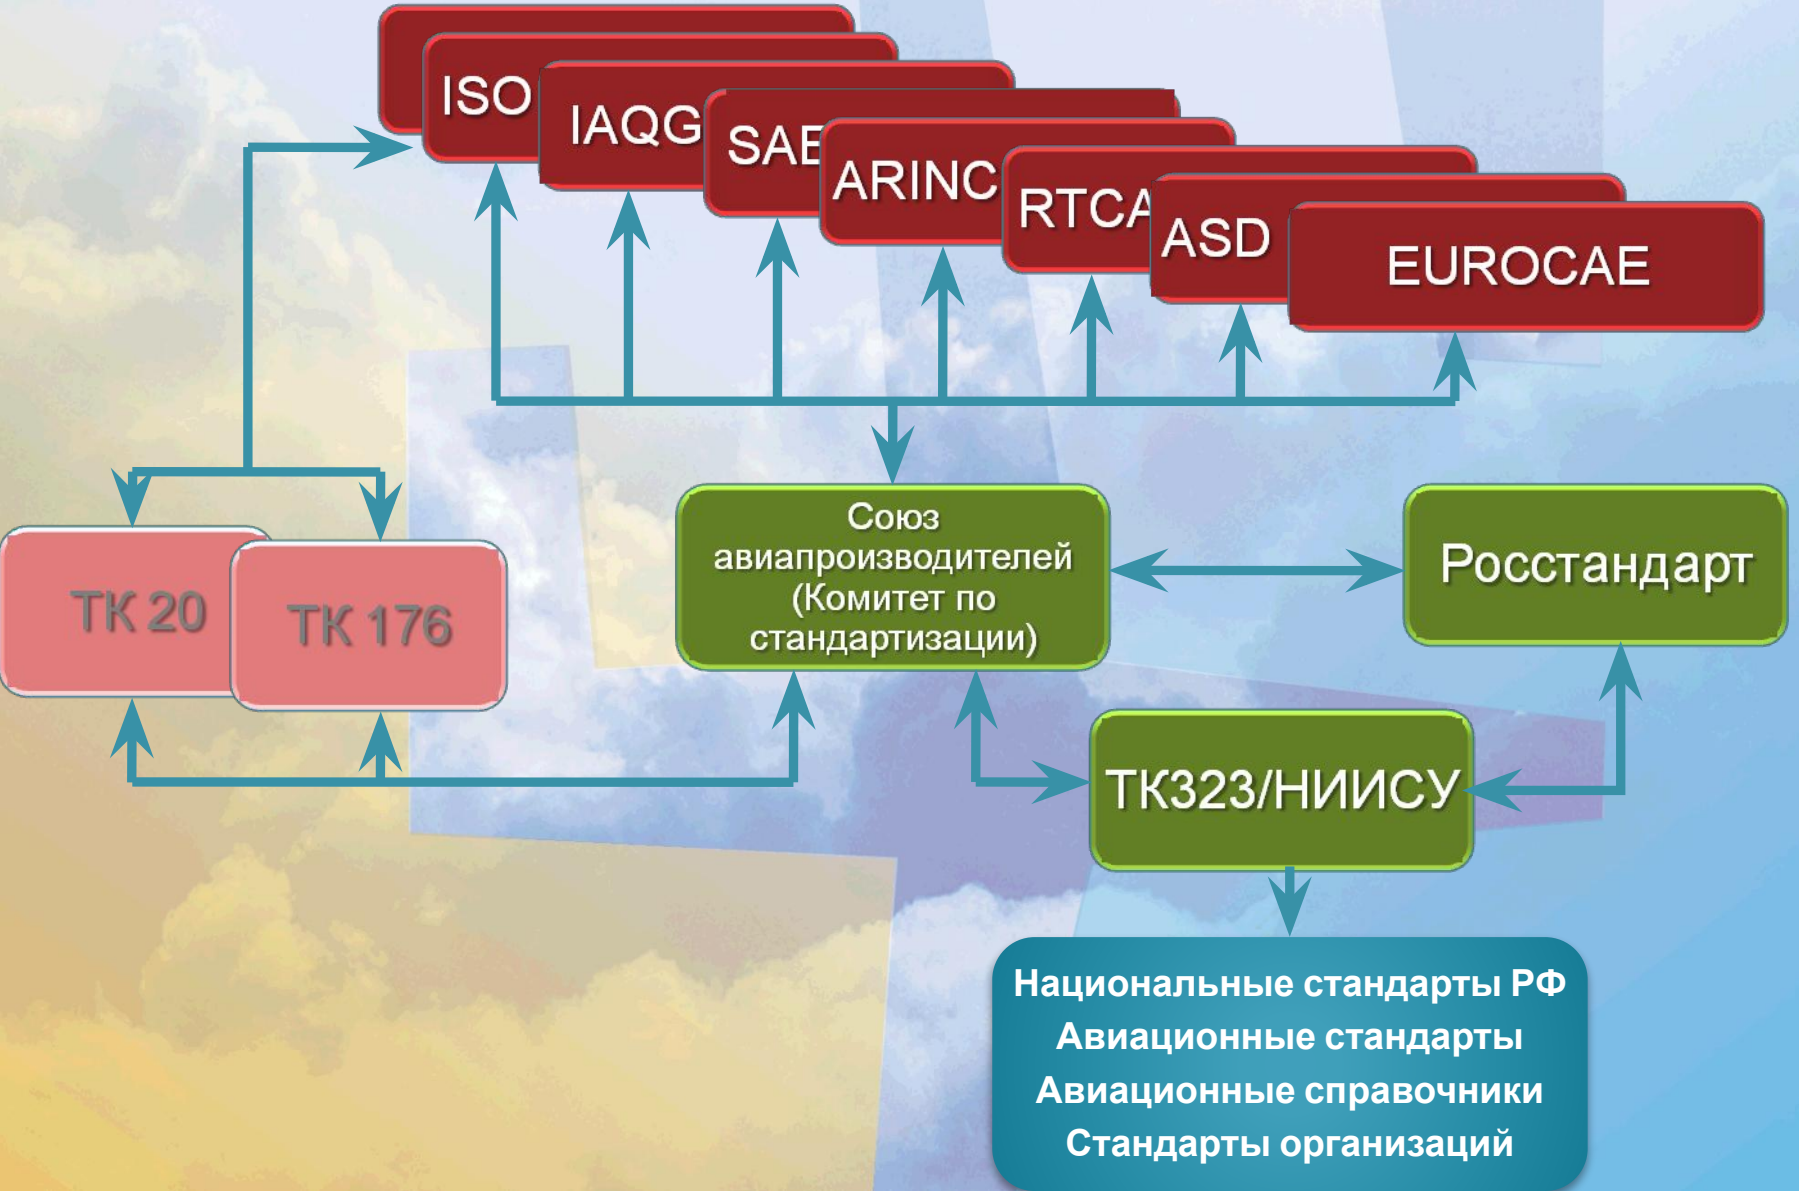 ISO
IAQG
SAE
ARINC
RTCA
ASD
EUROCAE
Союз
авиапроизводителей
(Комитет по
стандартизации)
Росстандарт
ТК 20
ТК 176
ТК323/НИИСУ
Национальные стандарты РФ
Авиационные стандарты
Авиационные справочники
Стандарты организаций